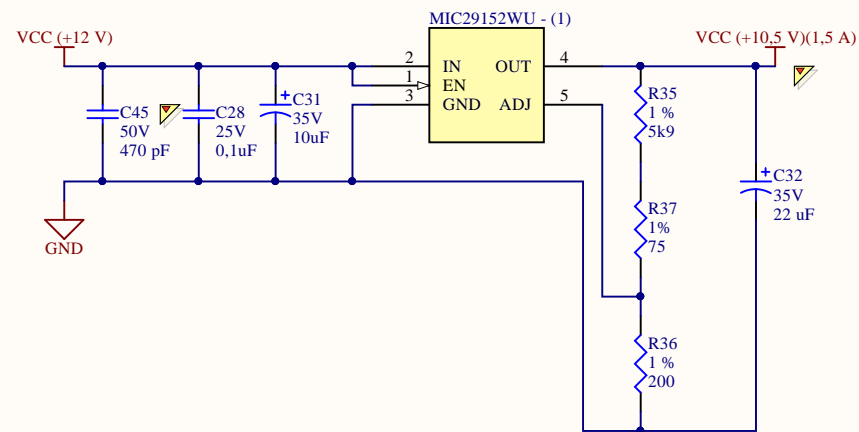 MIC29152WU - (1)
VCC (+12 V)
VCC (+10,5 V)(1,5 A)
2
IN
OUT
4
1
EN
3
GND
ADJ
5
C45
50V
470 pF
C28
25V
0,1uF
+
C31
35V
10uF
R35
1 %
5k9
R37
1%
75
+
C32
35V
22 uF
GND
R36
1 %
200